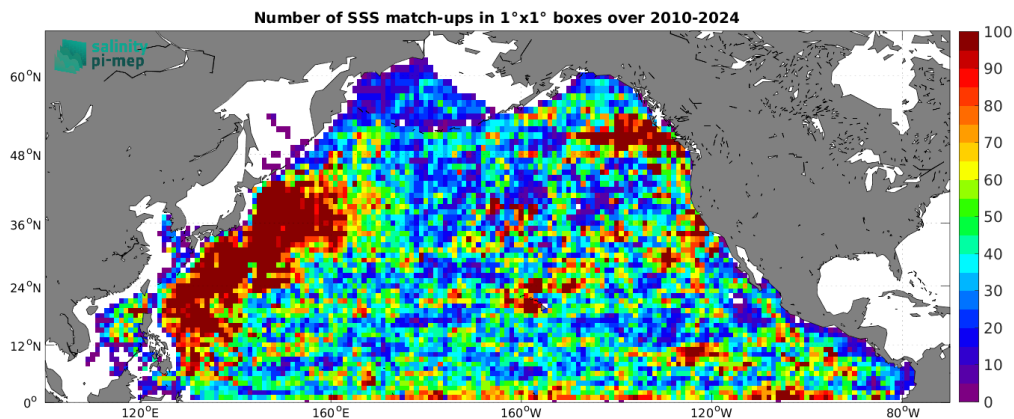 Number of SSS match-ups in 1°x1° boxes over 2010-2024
salinity
pi-mep
60°N
48°N
36°N
24°N
12°N
0°
120°E
160°E
160°W
120°W
80°W
100
90
80
70
60
50
40
30
20
10
0